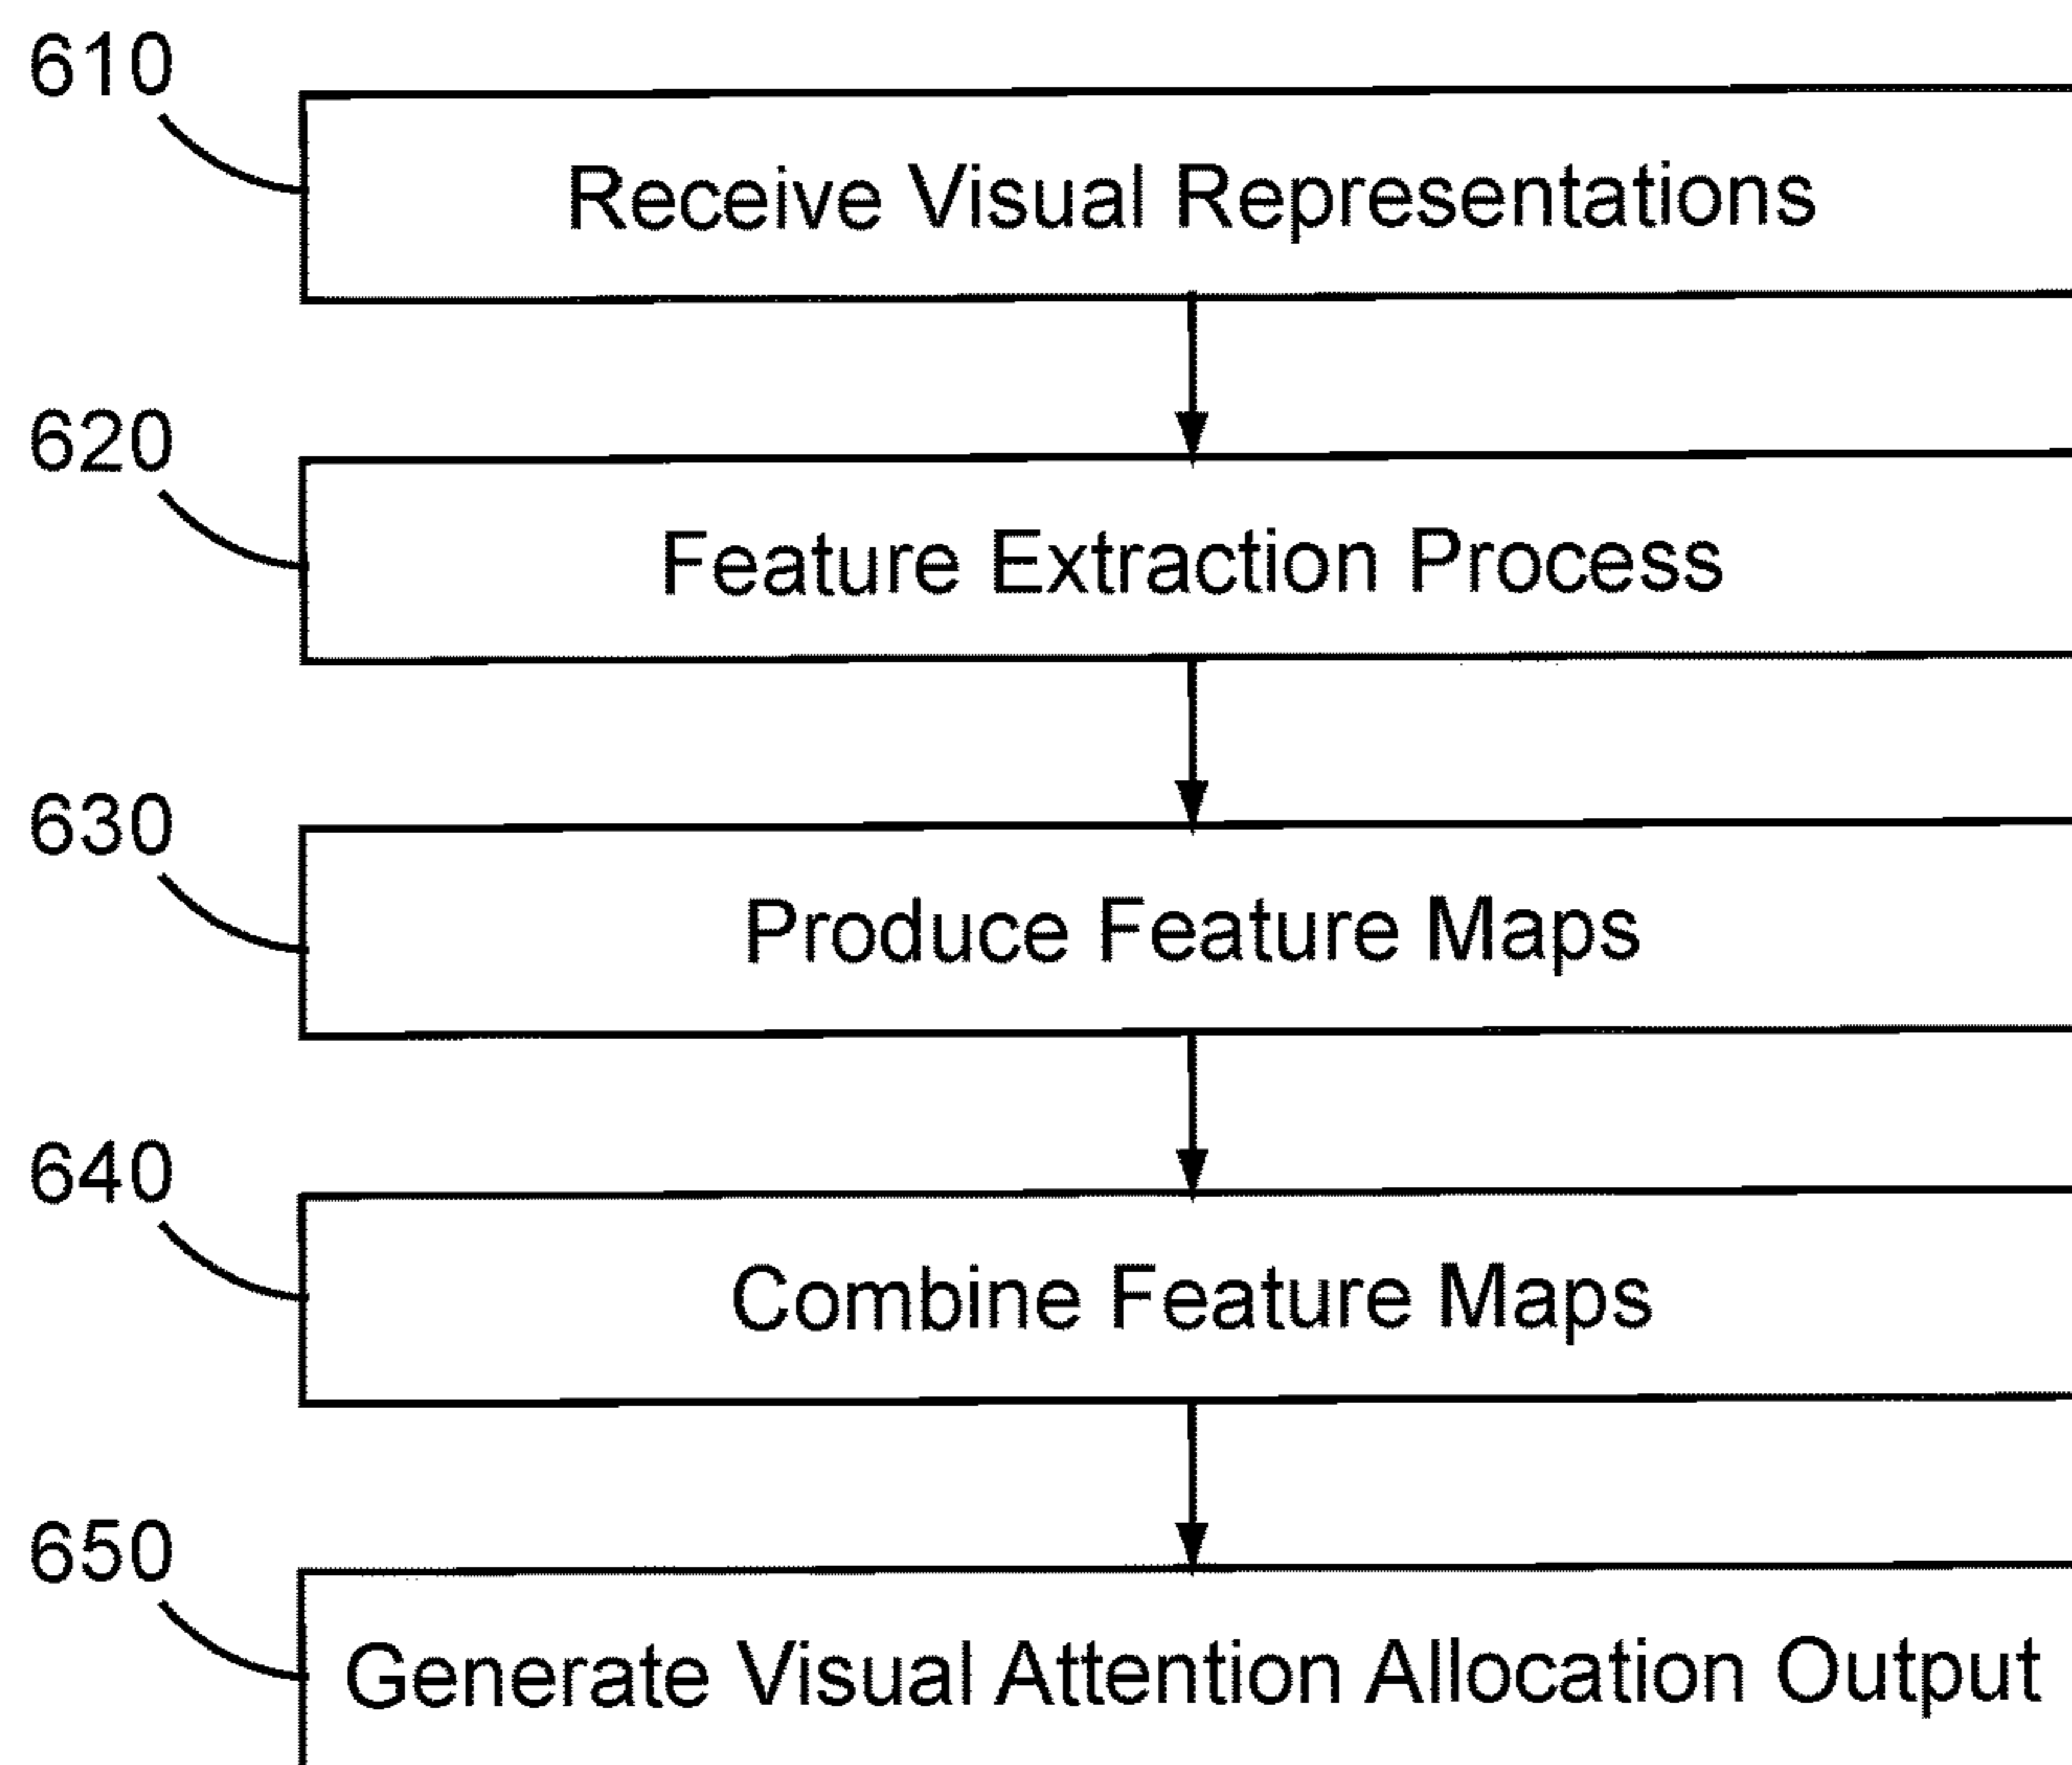 610
Receive Visual Representations
620
Feature Extraction Process
630
Produce Feature Maps
640
Combine Feature Maps
650
Generate Visual Attention Allocation Output